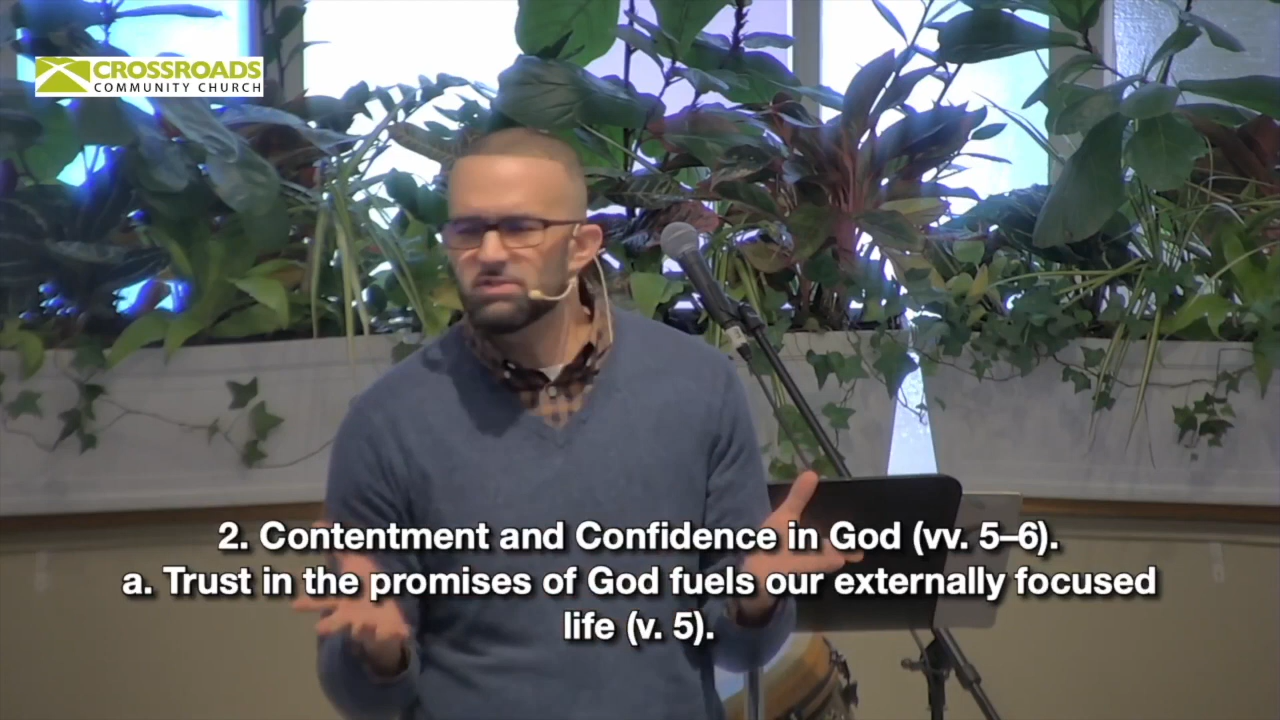 CROSSROADS
COMMUNITY CHURCH
2. Contentment and Confidence in God (vv. 5–6).
a. Trust in the promises of God fuels our externally focused
life (v. 5).